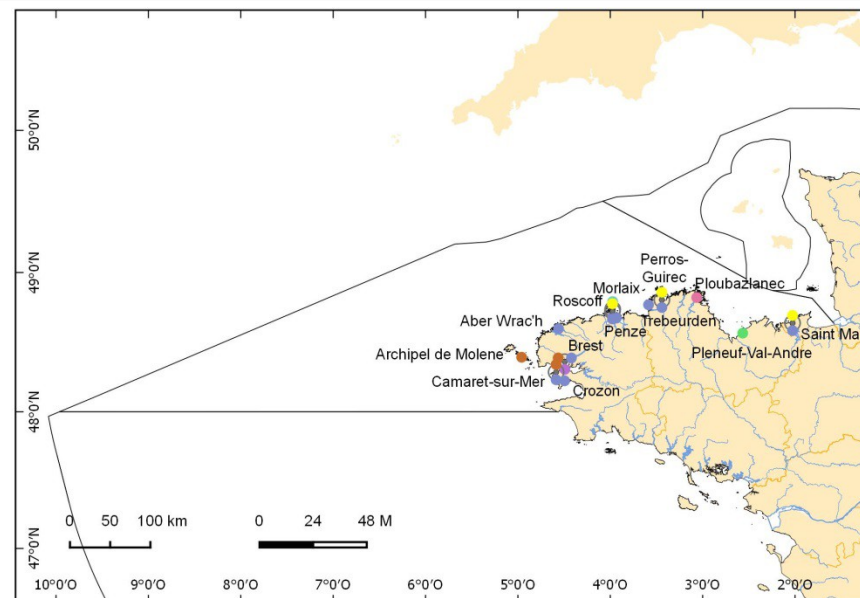 50°0'N
49°0'N
48°0'N
47°0'N
Perros-
Guirec
Ploubazlanec
Morlaix
Roscoff
Trebeurden
Penze
Aber Wrac'h
Saint Ma
Brest
Pleneuf-Val-Andre
Archipel de Molene
Camaret-sur-Mer
Crozon
0 50 100 km
0 24 48 M
10°0'O 9°0'O 8°0'O 7°0'O 6°0'O 5°0'O 4°0'O 3°0'O 2°0'O